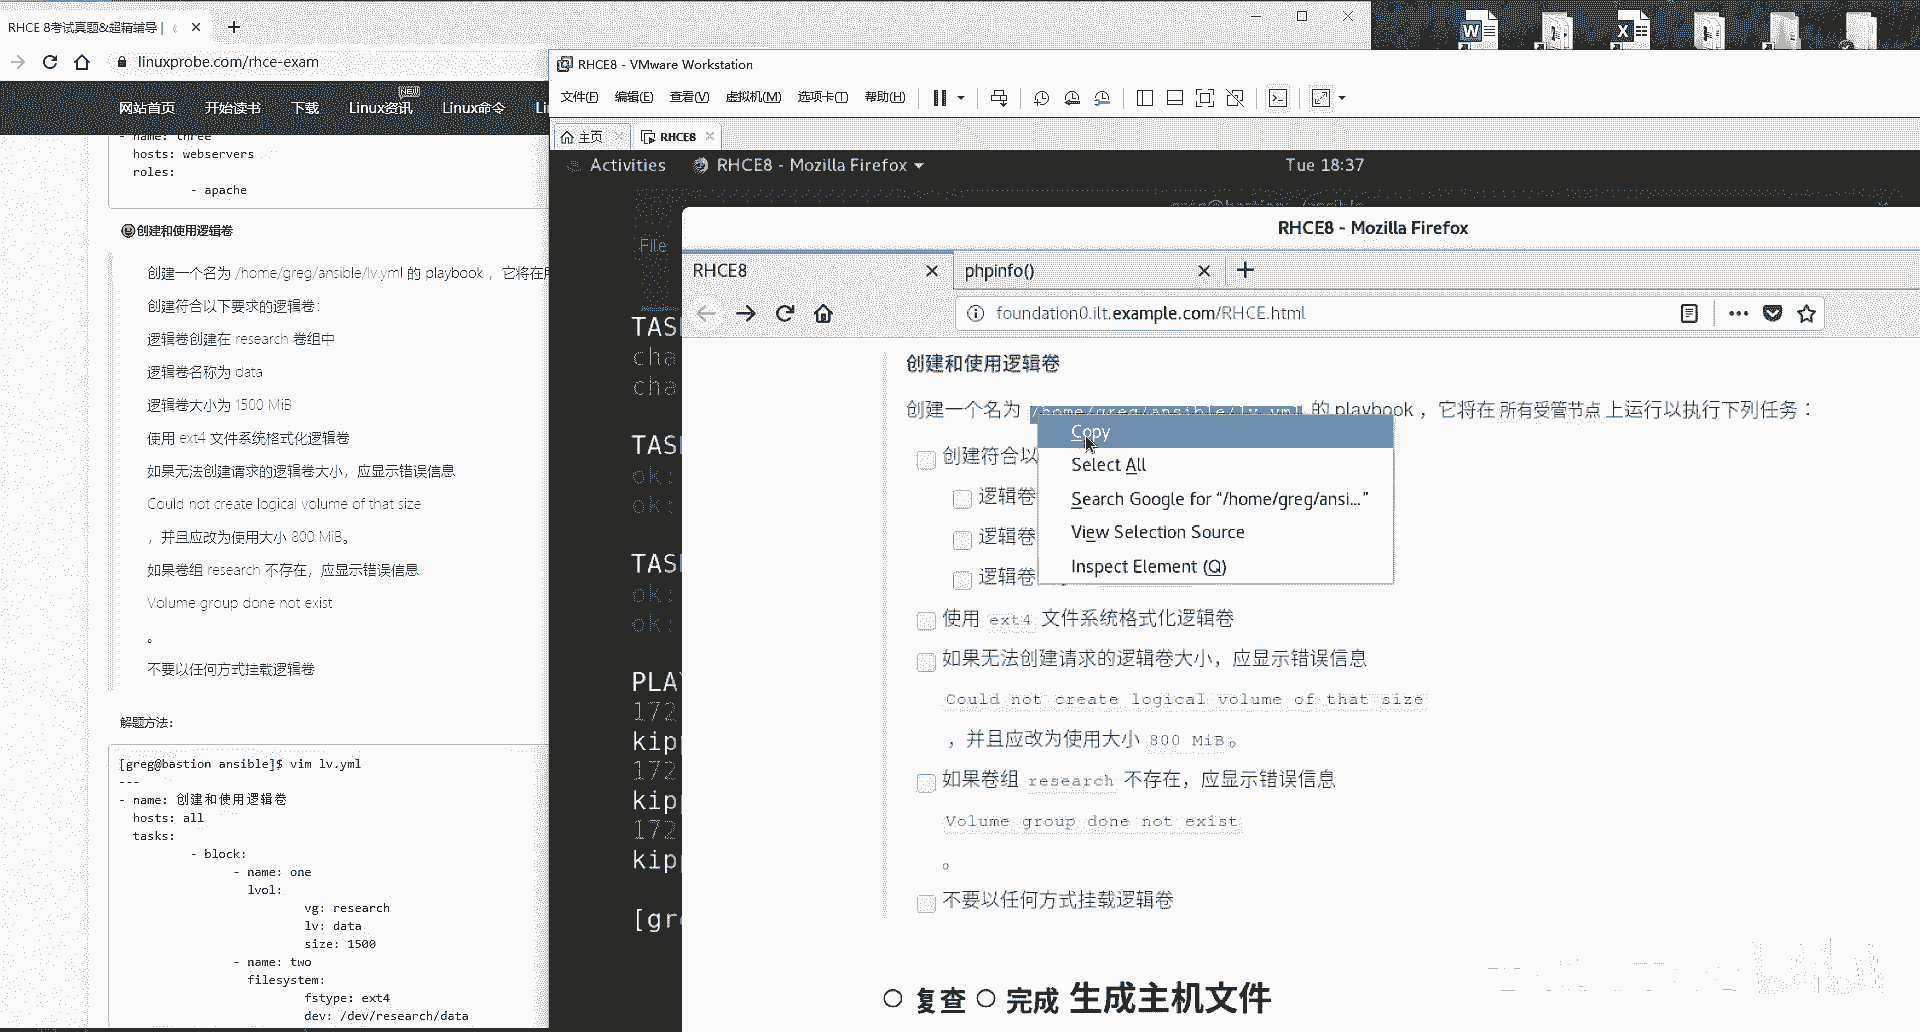 RHCE 8考试真题&超精辅导 |
linuxprobe.com/rhce-exam
网站首页 开始读书 下载 Linux资讯 NEW Linux命令 Li
- name: three
hosts: webservers
roles:
- apache
创建和使用逻辑卷
创建一个名为 /home/greg/ansible/lv.yml 的 playbook ，它将在
创建符合以下要求的逻辑卷：
逻辑卷创建在 research 卷组中
逻辑卷名称为 data
逻辑卷大小为 1500 MiB
使用 ext4 文件系统格式化逻辑卷
如果无法创建请求的逻辑卷大小，应显示错误信息
Could not create logical volume of that size
，并且应改为使用大小 800 MiB。
如果卷组 research 不存在，应显示错误信息
Volume group done not exist
。
不要以任何方式挂载逻辑卷
解题方法:
[greg@bastion ansible]$ vim lv.yml
---
- name: 创建和使用逻辑卷
hosts: all
tasks:
- block:
- name: one
lvol:
vg: research
lv: data
size: 1500
- name: two
filesystem:
fstype: ext4
dev: /dev/research/data
RHCE8 - VMware Workstation
文件(F) 编辑(E) 查看(V) 虚拟机(M) 选项卡(T) 帮助(H)
主页 RHCE8
Activities RHCE8 - Mozilla Firefox Tue 18:37
File
TAS
cha
cha
TAS
ok:
ok:
TAS
ok:
ok:
PLA
172
kip
172
kip
172
kip
[gr
RHCE8 - Mozilla Firefox
RHCE8 phpinfo()
foundation0.ilt.example.com/RHCE.html
创建和使用逻辑卷
创建一个名为 /home/greg/ansible/lv.yml 的 playbook ，它将在 所有受管节点 上运行以执行下列任务：
创建符合以
逻辑卷
逻辑卷
逻辑卷
Copy
Select All
Search Google for “/home/greg/ansi...”
View Selection Source
Inspect Element (Q)
使用 ext4 文件系统格式化逻辑卷
如果无法创建请求的逻辑卷大小，应显示错误信息
Could not create logical volume of that size
，并且应改为使用大小 800 MiB。
如果卷组 research 不存在，应显示错误信息
Volume group done not exist
。
不要以任何方式挂载逻辑卷
复查 完成 生成主机文件